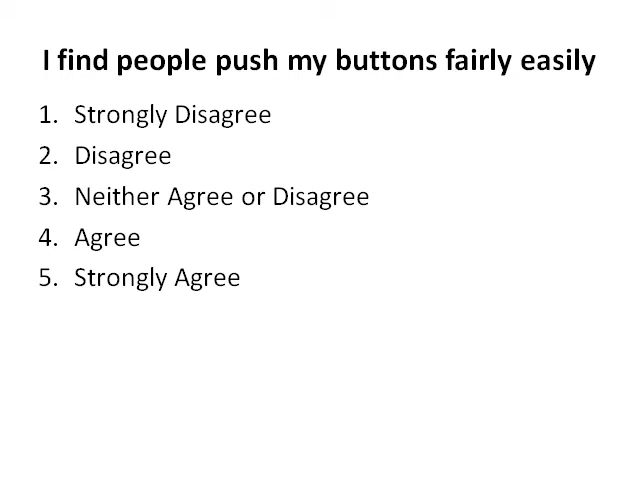 I find people push my buttons fairly easily
1. Strongly Disagree
2. Disagree
3. Neither Agree or Disagree
4. Agree
5. Strongly Agree